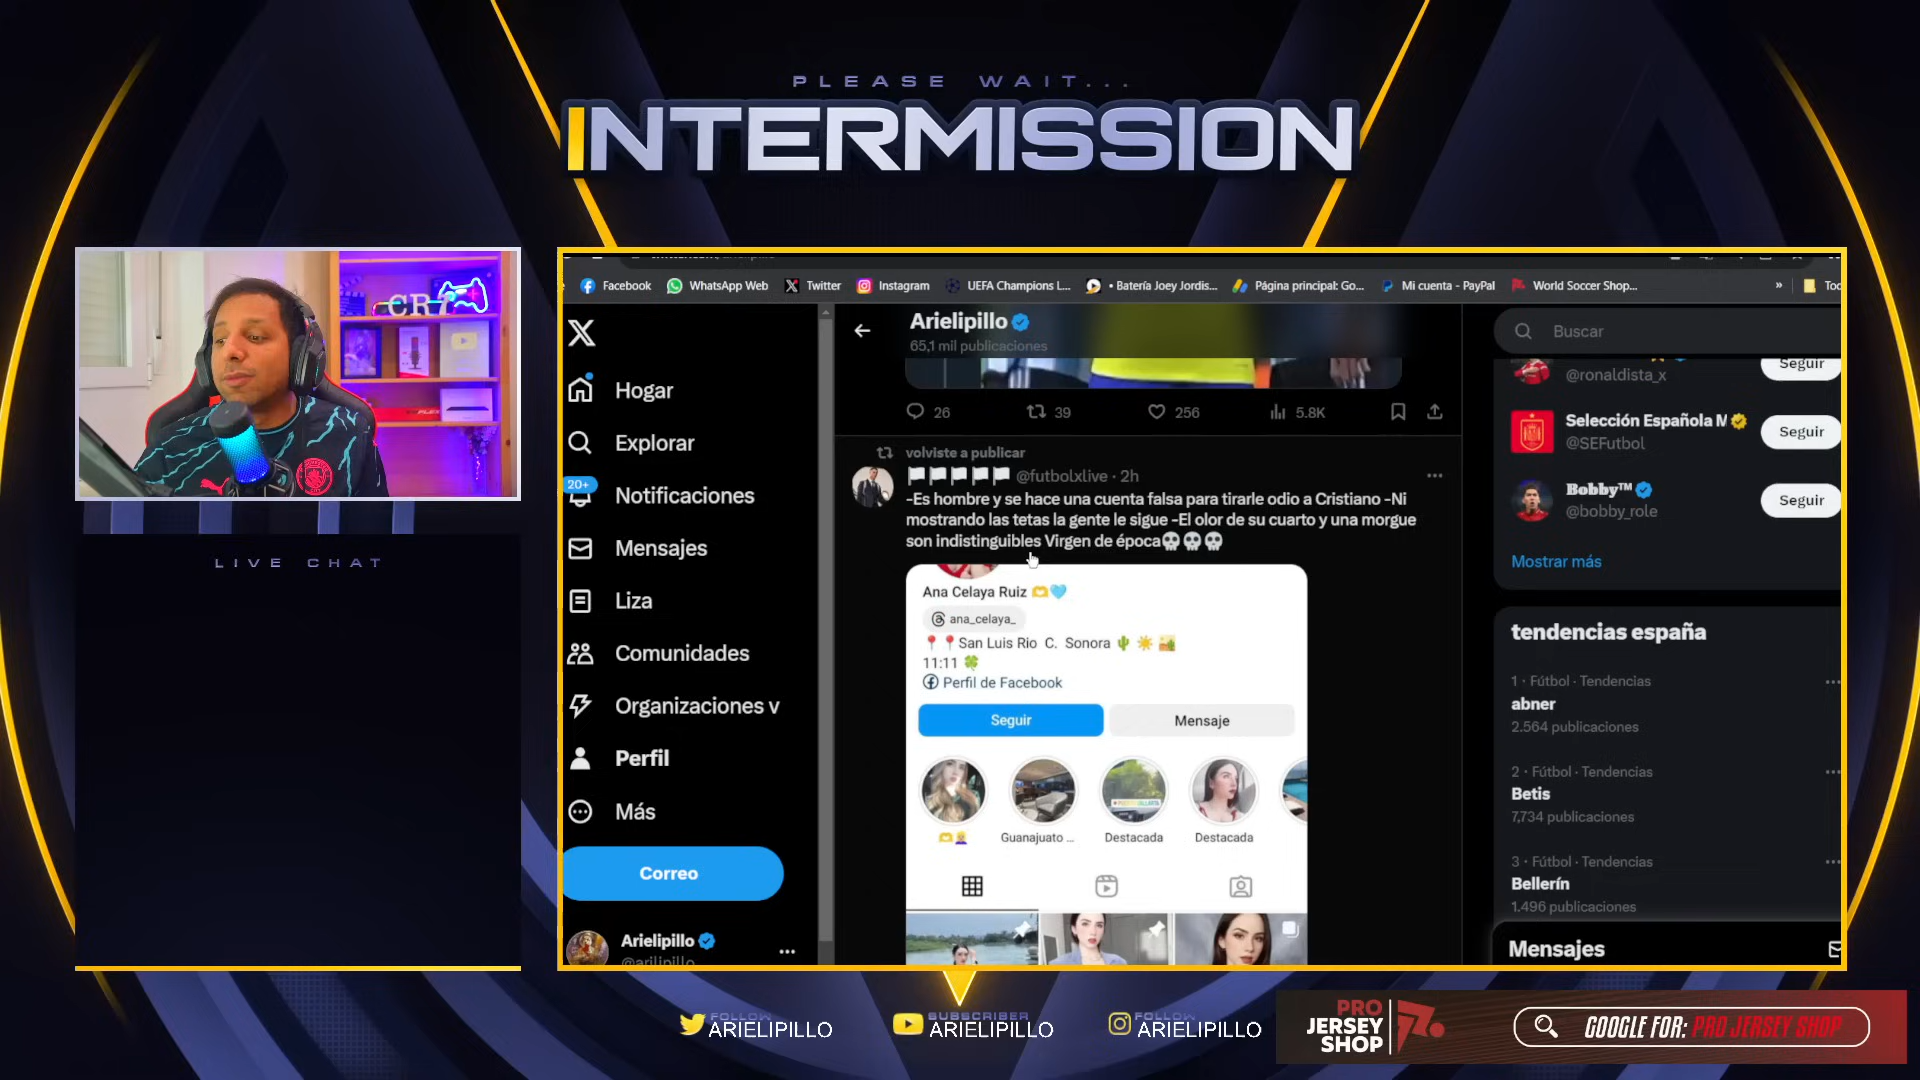 PLEASE WAIT...
INTERMISSION
CR7
LIVE CHAT
Facebook
WhatsApp Web
Twitter
Instagram
UEFA Champions L...
• Batería Joey Jordis...
Página principal: Go...
Mi cuenta - PayPal
World Soccer Shop...
»
Hogar
Explorar
20+
Notificaciones
Mensajes
Liza
Comunidades
Organizaciones v
Perfil
Más
Correo
Arielipillo
@arilipillo
Arielipillo
65,1 mil publicaciones
26
39
256
5.8K
volviste a publicar
@futbolxlive · 2h
-Es hombre y se hace una cuenta falsa para tirarle odio a Cristiano -Ni
mostrando las tetas la gente le sigue -El olor de su cuarto y una morgue
son indistinguibles Virgen de época💀💀💀
Ana Celaya Ruiz 🫶🩵
ana_celaya_
📍📍San Luis Rio C. Sonora 🌵 ☀️ 🏜️
11:11 🍀
Perfil de Facebook
Seguir
Mensaje
🫶👱‍♀️
Guanajuato ...
Destacada
Destacada
Buscar
@ronaldista_x
Seguir
Selección Española M
@SEFutbol
Seguir
Bobby™
@bobby_role
Seguir
Mostrar más
tendencias españa
1 · Fútbol · Tendencias
abner
2.564 publicaciones
2 · Fútbol · Tendencias
Betis
7,734 publicaciones
3 · Fútbol · Tendencias
Bellerín
1.496 publicaciones
Mensajes
FOLLOW
ARIELIPILLO
SUBSCRIBER
ARIELIPILLO
FOLLOW
ARIELIPILLO
PRO
JERSEY
SHOP
GOOGLE FOR: PRO JERSEY SHOP